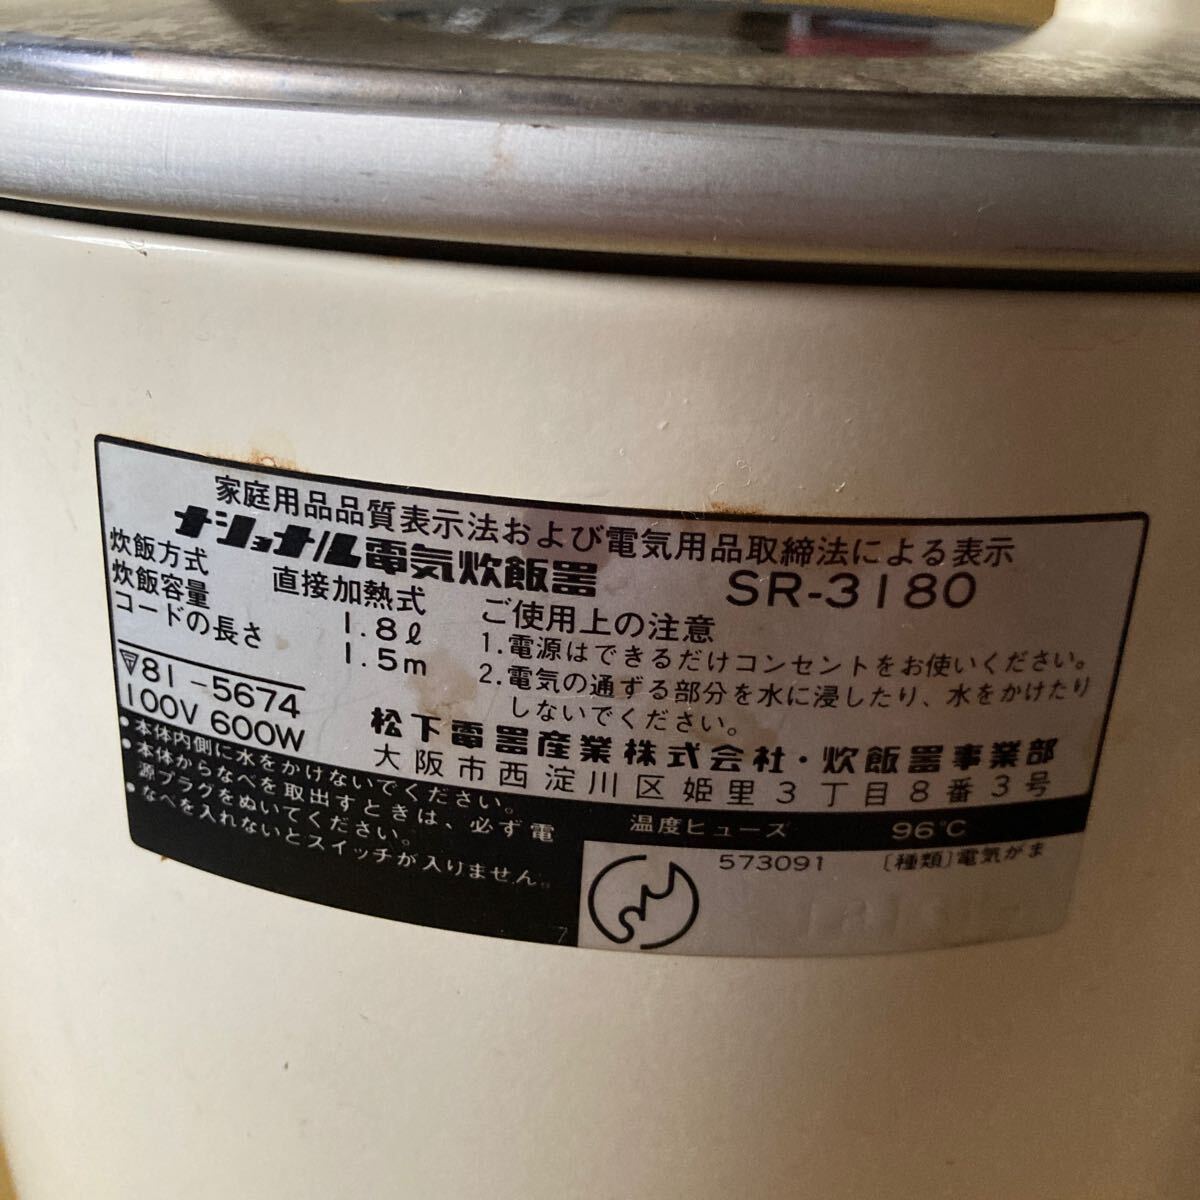 家庭用品品質表示法および電気用品取締法による表示
ナショナル電気炊飯器 SR-3180
炊飯方式 直接加熱式
炊飯容量 1.8ℓ
コードの長さ 1.5m
▽81-5674
100V 600W
ご使用上の注意
1.電源はできるだけコンセントをお使いください。
2.電気の通ずる部分を水に浸したり、水をかけたり
しないでください。
松下電器産業株式会社・炊飯器事業部
大阪市西淀川区姫里3丁目8番3号
•本体内側に水をかけないでください。
•本体からなべを取出すときは、必ず電
源プラグをぬいてください。
•なべを入れないとスイッチが入りません。
7
温度ヒューズ 96℃
573091 〔種類〕電気がま